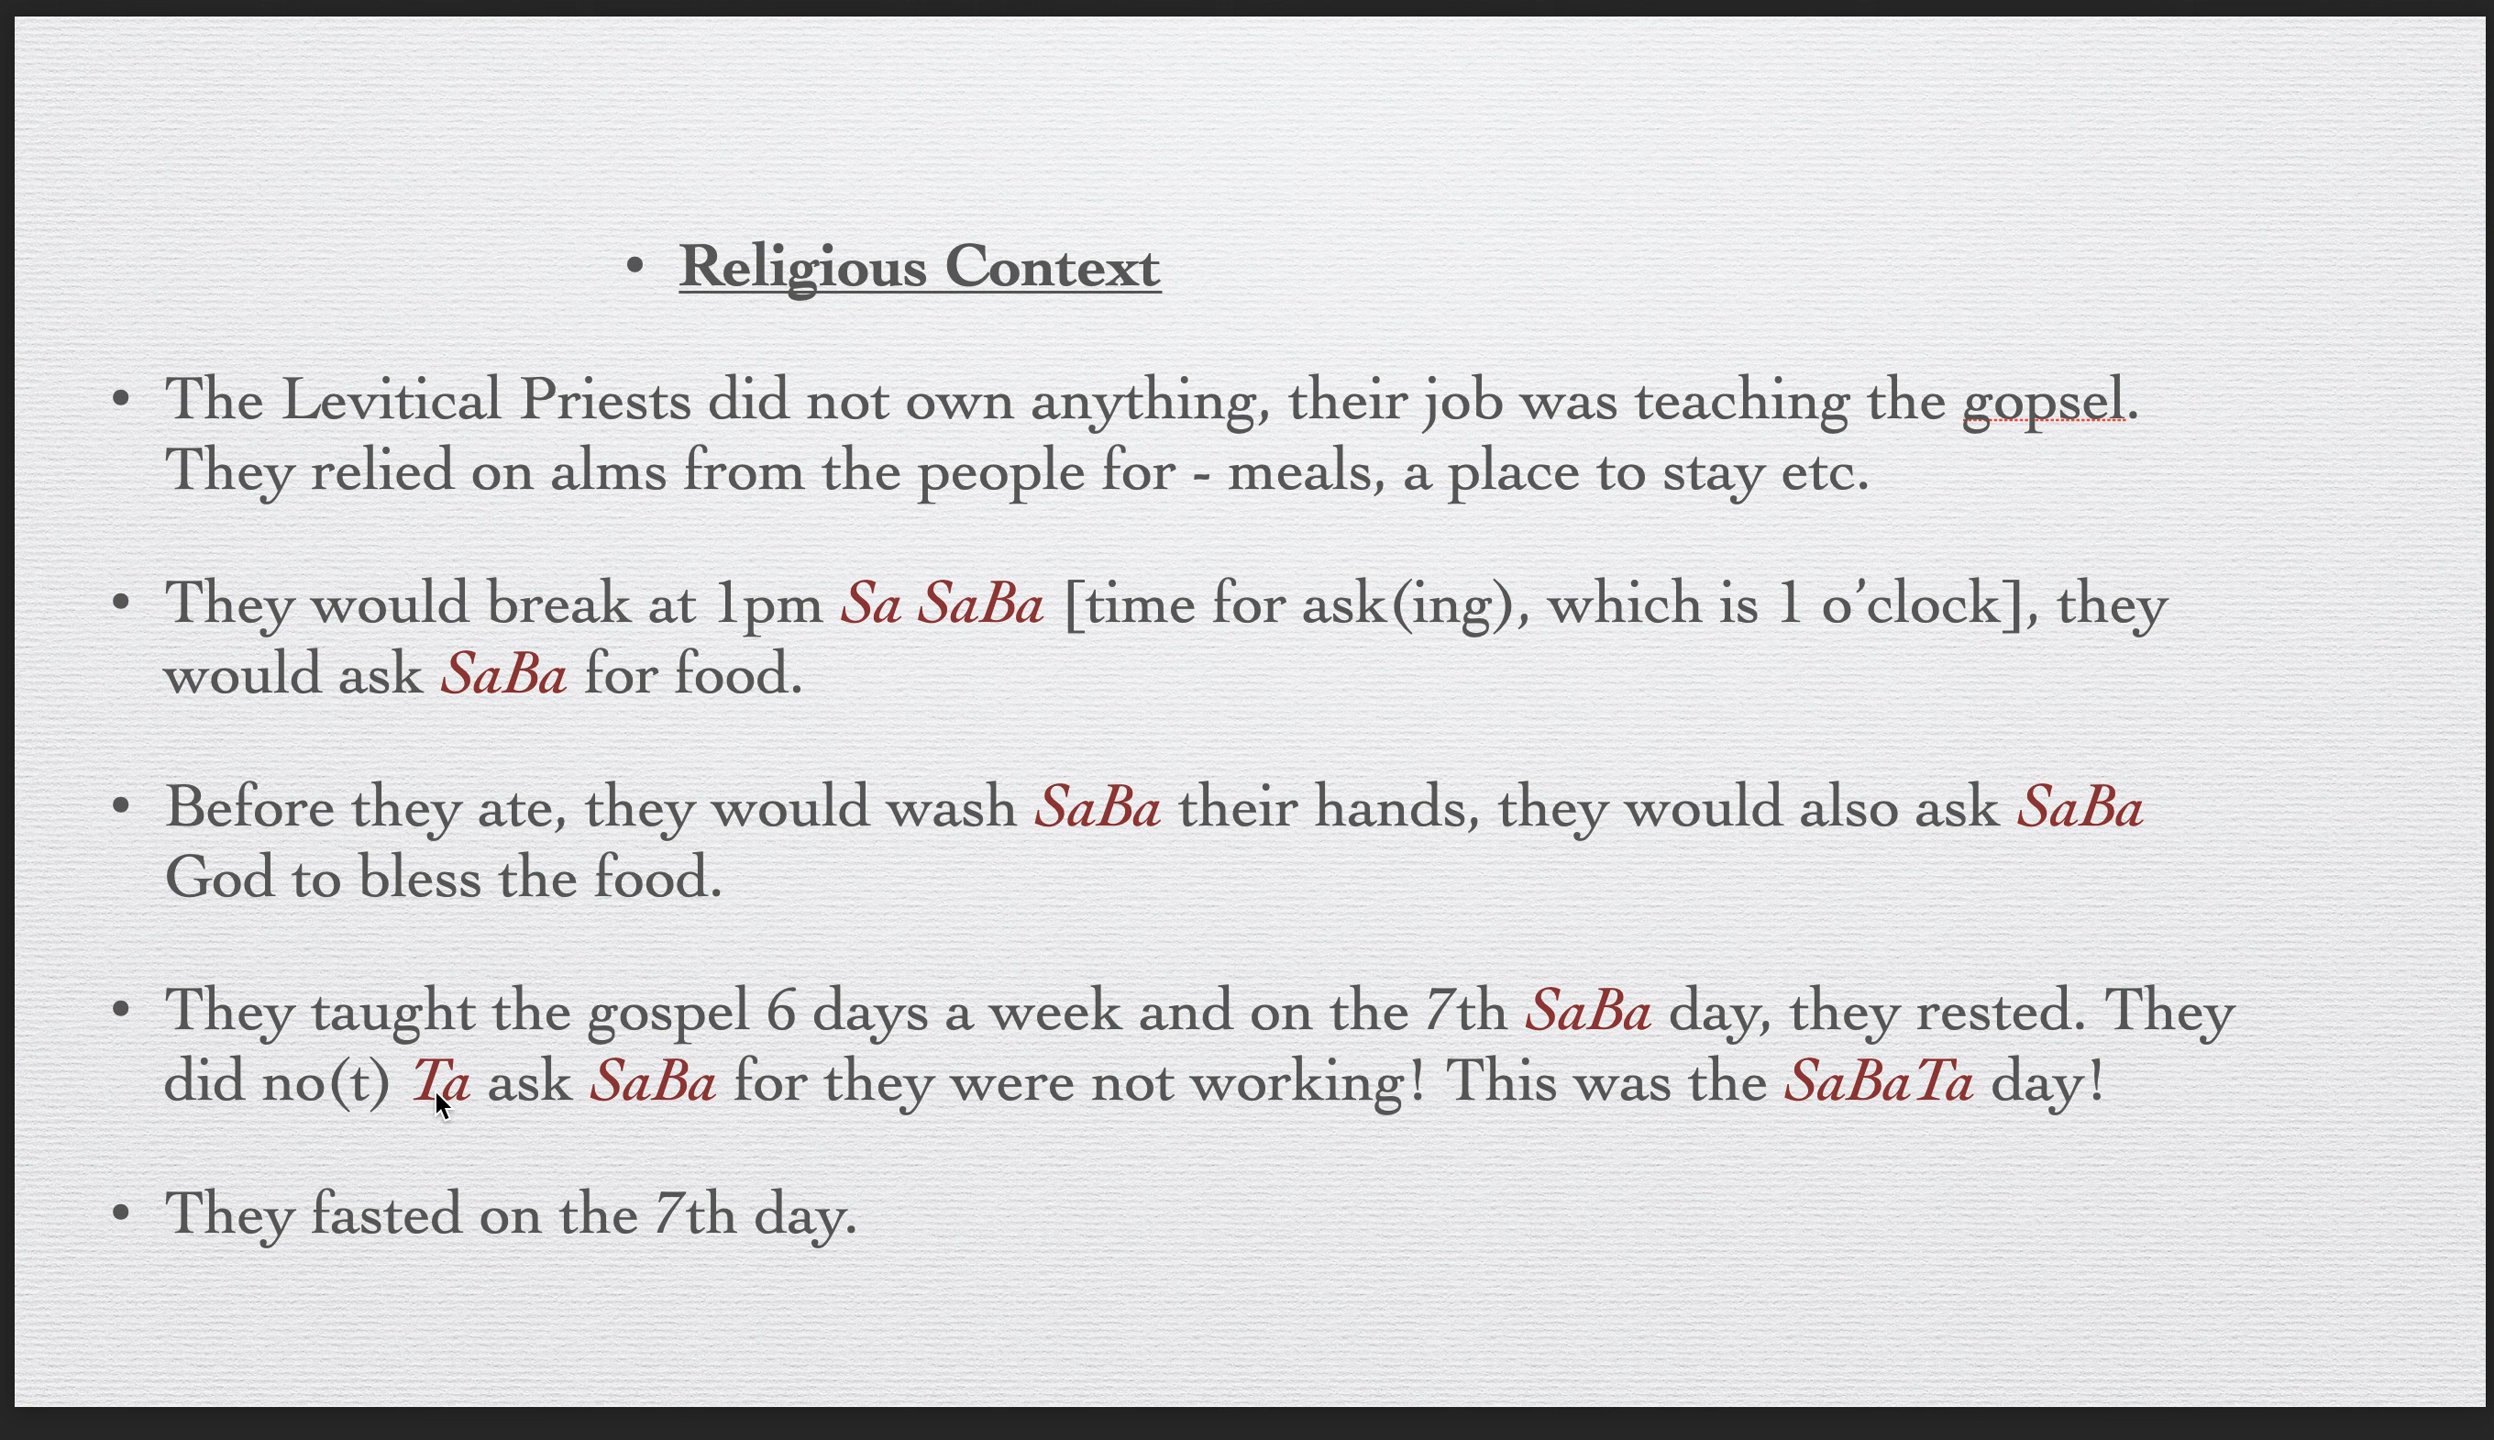 • Religious Context
• The Levitical Priests did not own anything, their job was teaching the gopsel.
They relied on alms from the people for - meals, a place to stay etc.
• They would break at 1pm Sa SaBa [time for ask(ing), which is 1 o’clock], they
would ask SaBa for food.
• Before they ate, they would wash SaBa their hands, they would also ask SaBa
God to bless the food.
• They taught the gospel 6 days a week and on the 7th SaBa day, they rested. They
did no(t) Ta ask SaBa for they were not working! This was the SaBaTa day!
• They fasted on the 7th day.